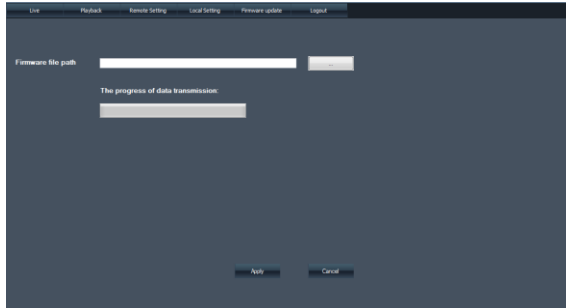 Live Playback Remote Setting Local Setting Firmware update Logout
Firmware file path ...
The progress of data transmission:
Apply Cancel